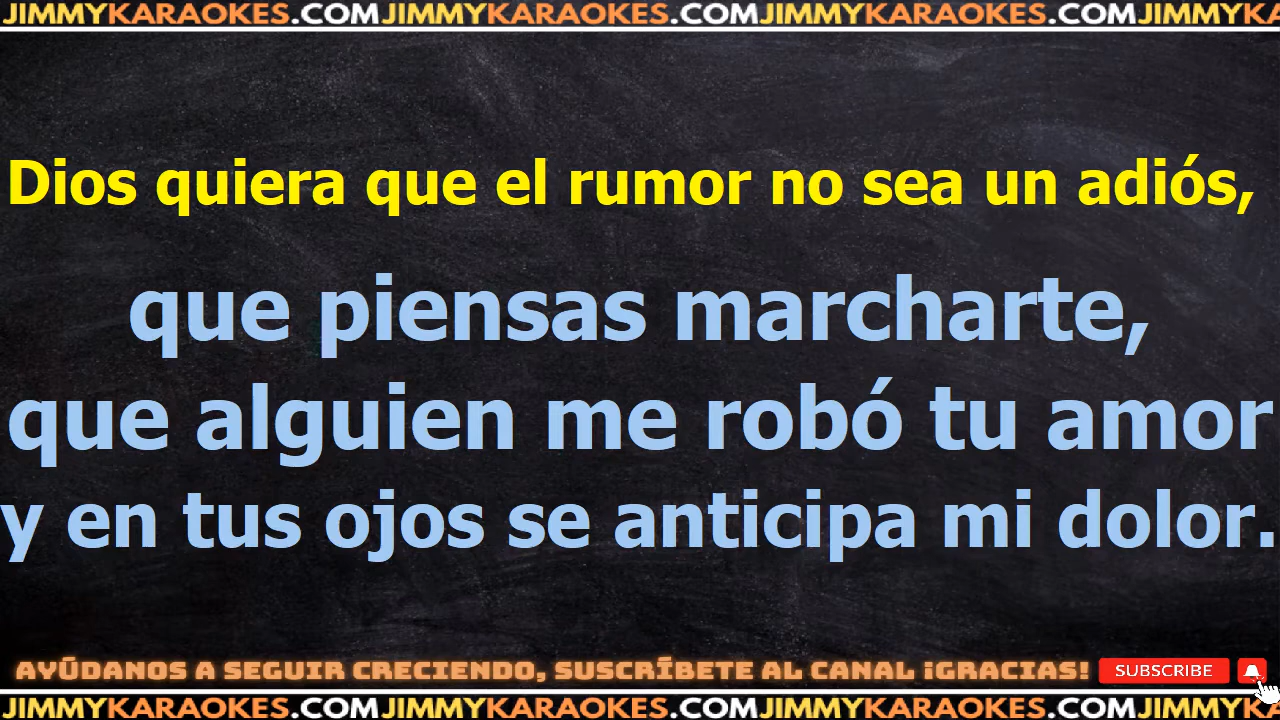 JIMMYKARAOKES.COMJIMMYKARAOKES.COMJIMMYKARAOKES.COMJIMMYKA
Dios quiera que el rumor no sea un adiós,
que piensas marcharte,
que alguien me robó tu amor
y en tus ojos se anticipa mi dolor.
AYÚDANOS A SEGUIR CRECIENDO, SUSCRÍBETE AL CANAL ¡GRACIAS! SUBSCRIBE
JIMMYKARAOKES.COMJIMMYKARAOKES.COMJIMMYKARAOKES.COMJIMMYKA